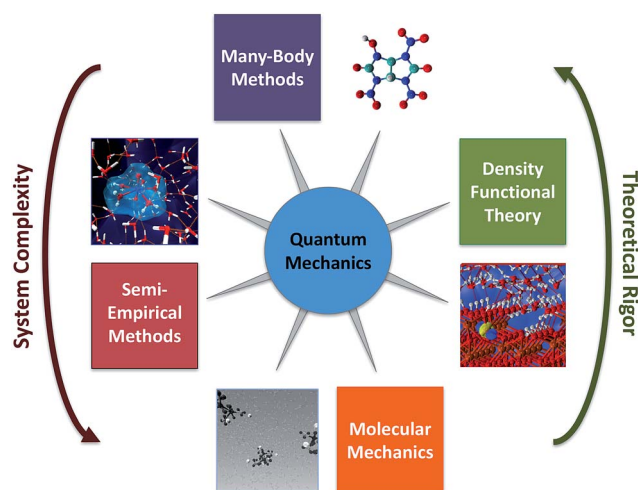 Many-Body
Methods
System Complexity
Density
Functional
Theory
Theoretical Rigor
Quantum
Mechanics
Semi-
Empirical
Methods
Molecular
Mechanics